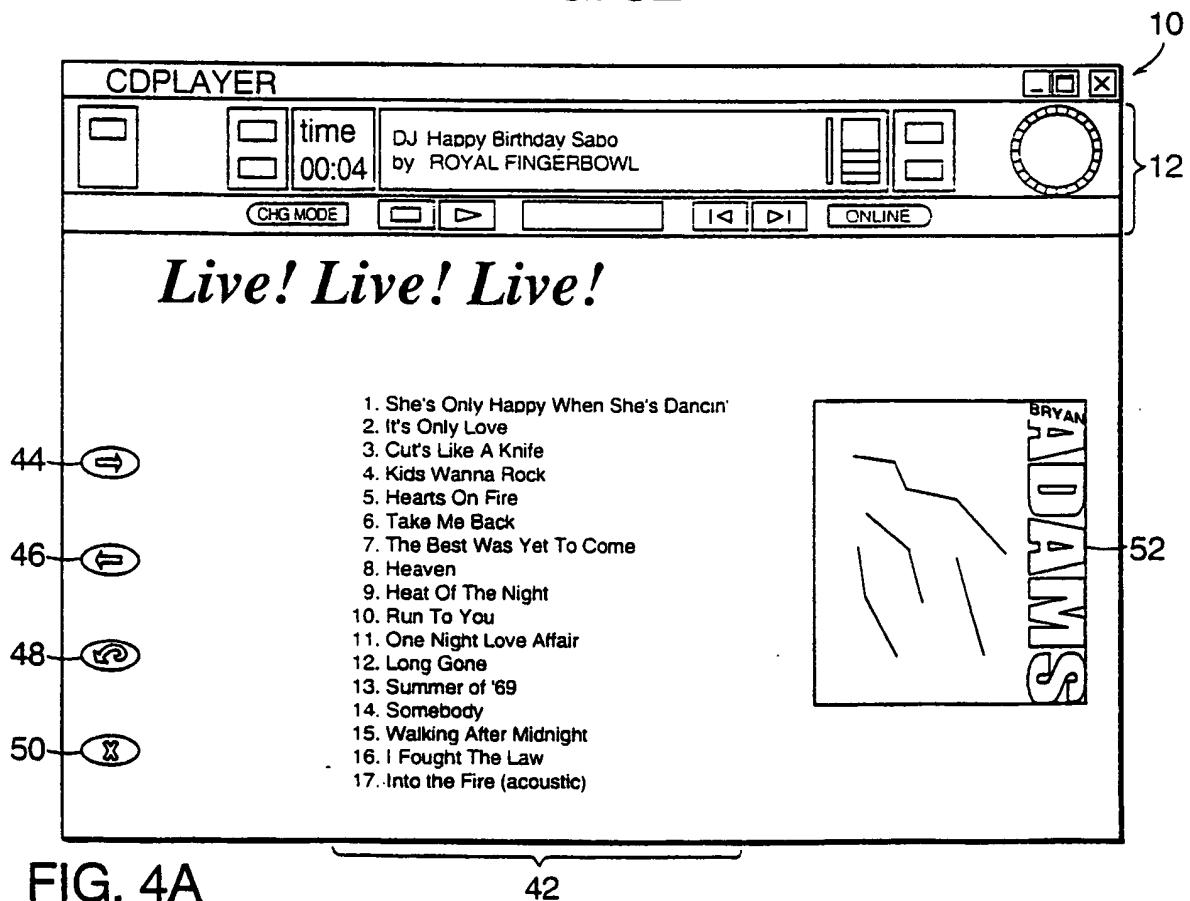 10
CDPLAYER
time
00:04
DJ Happy Birthday Sabo
by ROYAL FINGERBOWL
12
CHG MODE
ONLINE
Live! Live! Live!
1. She's Only Happy When She's Dancin'
2. It's Only Love
3. Cut's Like A Knife
4. Kids Wanna Rock
5. Hearts On Fire
6. Take Me Back
7. The Best Was Yet To Come
8. Heaven
9. Heat Of The Night
10. Run To You
11. One Night Love Affair
12. Long Gone
13. Summer of '69
14. Somebody
15. Walking After Midnight
16. I Fought The Law
17. Into the Fire (acoustic)
BRYAN
ADAMS
44
46
48
50
X
52
42
FIG. 4A